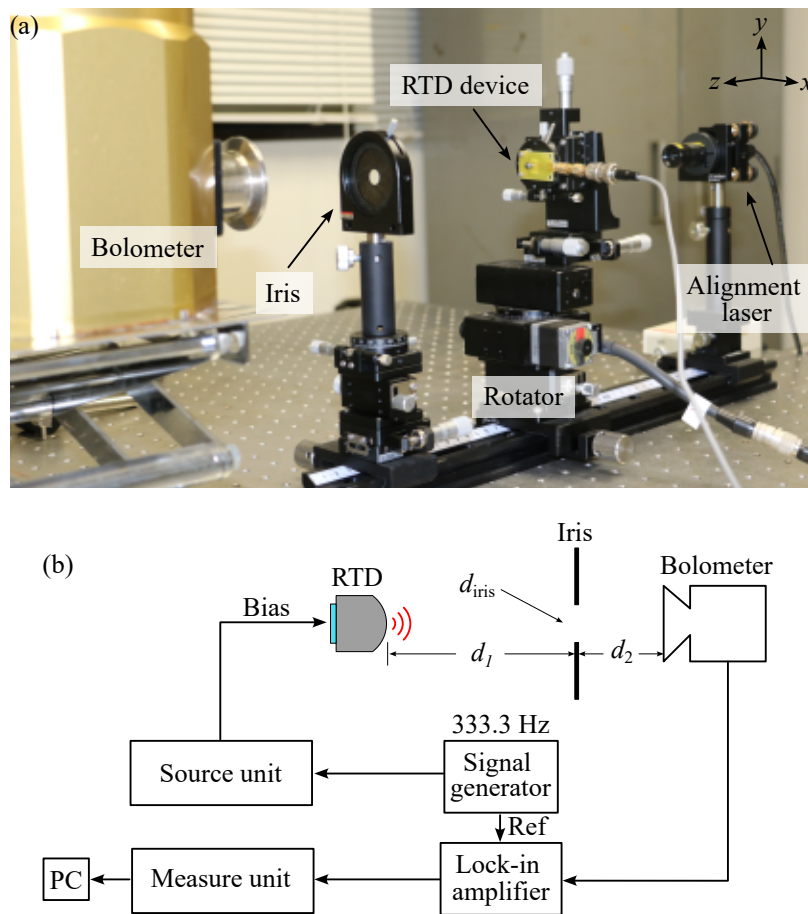 (a)
y
z
x
RTD device
Bolometer
Iris
Alignment
laser
Rotator
(b)
Iris
Bolometer
RTD
d_iris
Bias
d_1
d_2
333.3 Hz
Source unit
Signal
generator
Ref
PC
Measure unit
Lock-in
amplifier